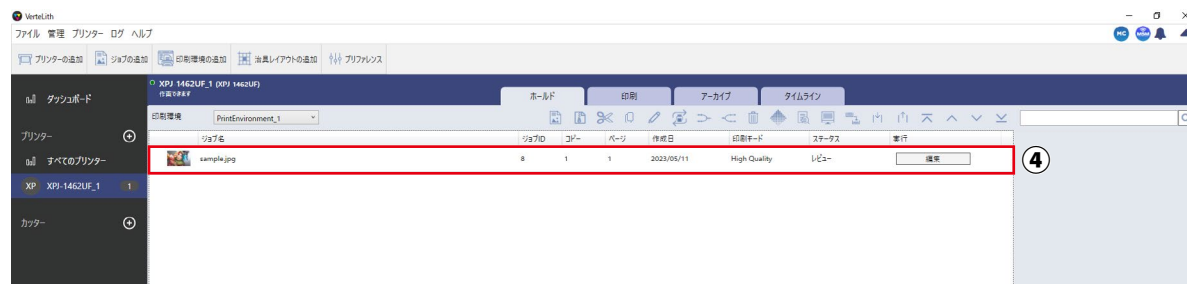 VerteLith
ファイル 管理 プリンター ログ ヘルプ
MC
プリンターの追加 ジョブの追加 印刷環境の追加 治具レイアウトの追加 プリファレンス
ダッシュボード
XPJ 1462UF_1 (XPJ 1462UF)
作画できます
ホールド 印刷 アーカイブ タイムライン
印刷環境 PrintEnvironment_1
プリンター
ジョブ名 ジョブID コピー ページ 作成日 印刷モード ステータス 実行
すべてのプリンター
sample.jpg 8 1 1 2023/05/11 High Quality レビュー 編集
④
XP XPJ-1462UF_1 1
カッター